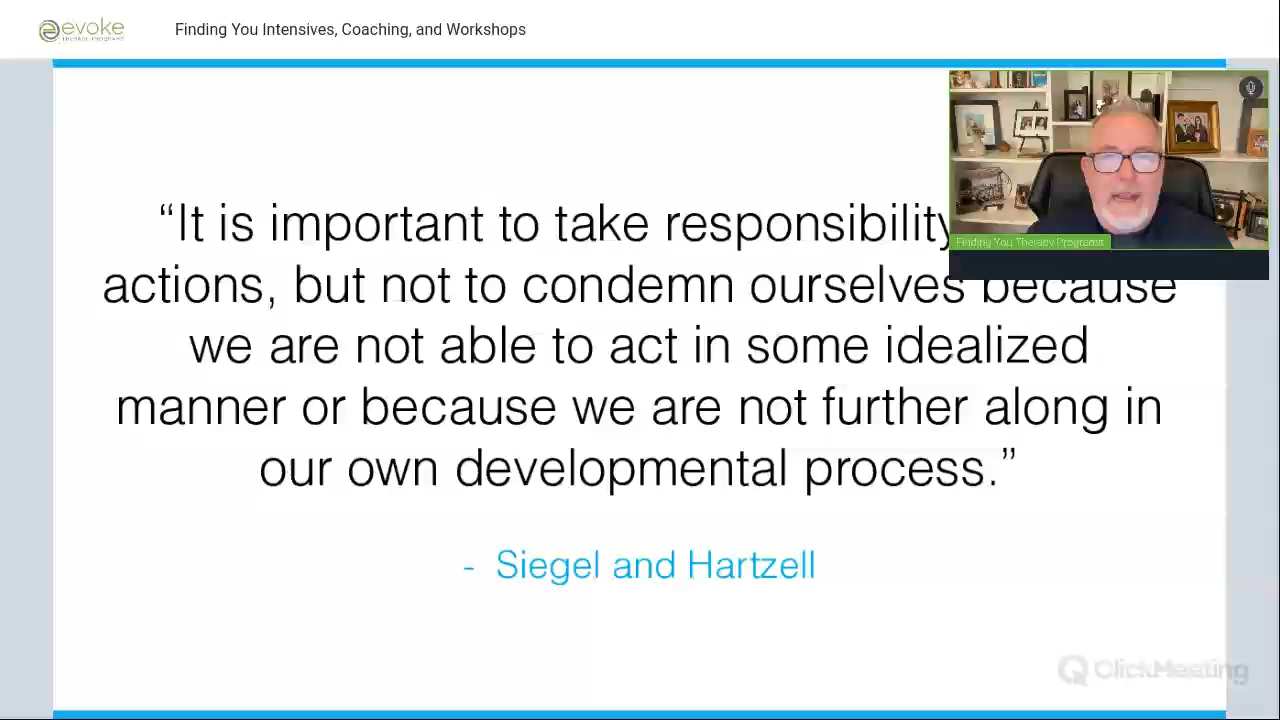 evoke
THERAPY PROGRAMS
Finding You Intensives, Coaching, and Workshops
Finding You Therapy Programs
“It is important to take responsibility
actions, but not to condemn ourselves because
we are not able to act in some idealized
manner or because we are not further along in
our own developmental process.”
- Siegel and Hartzell
ClickMeeting